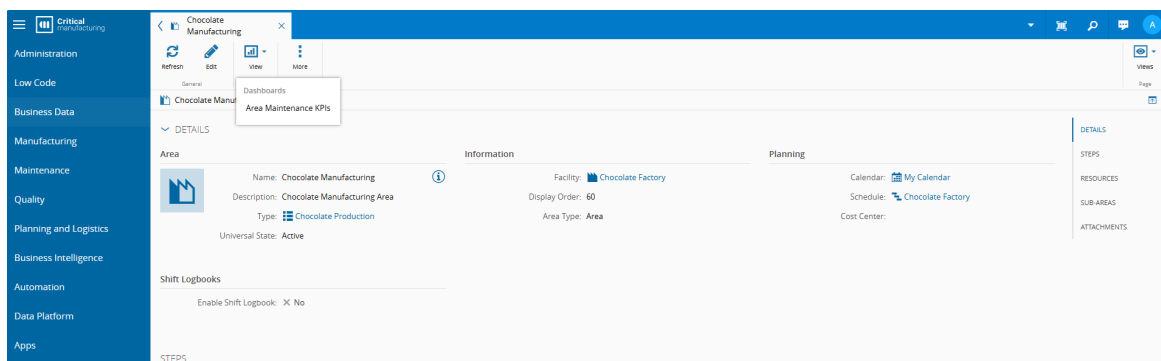 Critical
manufacturing
Chocolate
Manufacturing
A
Administration
Low Code
Business Data
Manufacturing
Maintenance
Quality
Planning and Logistics
Business Intelligence
Automation
Data Platform
Apps
Refresh
Edit
View
More
Views
General
Page
Dashboards
Area Maintenance KPIs
Chocolate Manuf
DETAILS
Area
Name: Chocolate Manufacturing
Description: Chocolate Manufacturing Area
Type: Chocolate Production
Universal State: Active
Information
Facility: Chocolate Factory
Display Order: 60
Area Type: Area
Planning
Calendar: My Calendar
Schedule: Chocolate Factory
Cost Center:
DETAILS
STEPS
RESOURCES
SUB-AREAS
ATTACHMENTS
Shift Logbooks
Enable Shift Logbook: No
STEPS